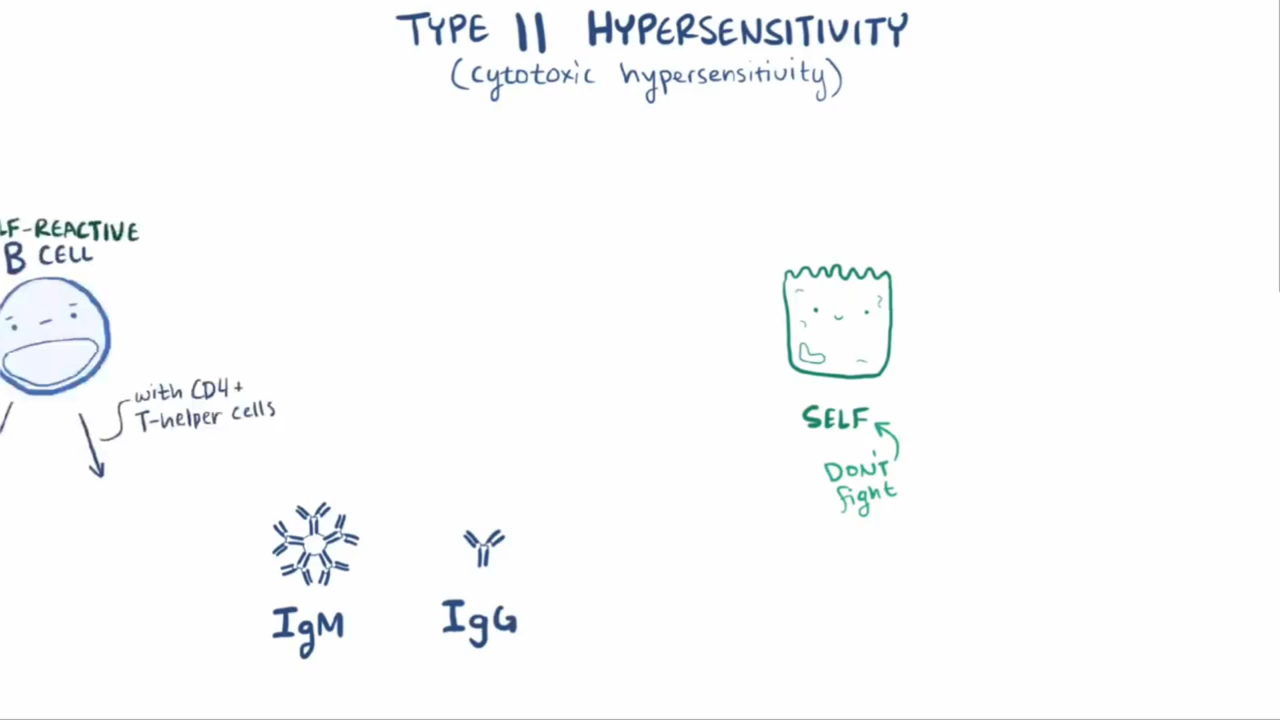 TYPE II HYPERSENSITIVITY
(cytotoxic hypersensitivity)
LF-REACTIVE
B CELL
with CD4+
T-helper cells
SELF
DON'T
fight
IgM
IgG